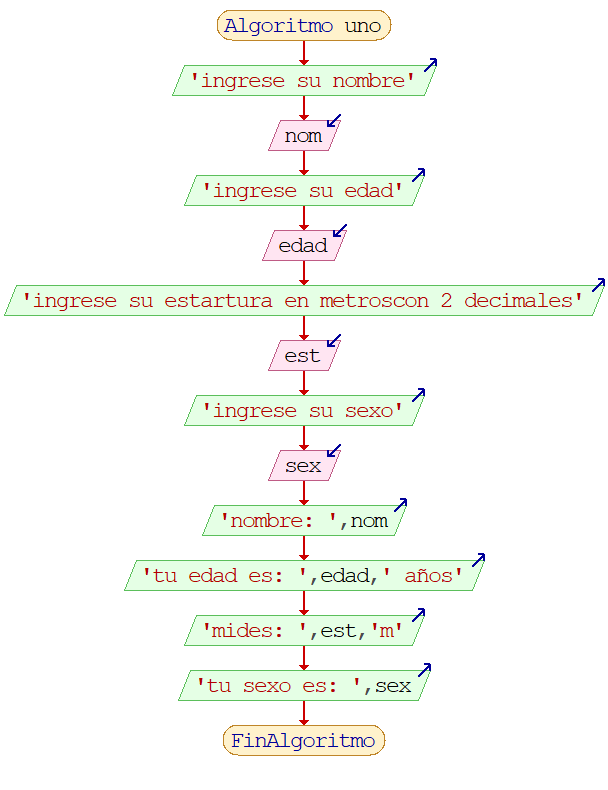 Algoritmo uno
'ingrese su nombre'
nom
'ingrese su edad'
edad
'ingrese su estartura en metroscon 2 decimales'
est
'ingrese su sexo'
sex
'nombre: ',nom
'tu edad es: ',edad,' años'
'mides: ',est,'m'
'tu sexo es: ',sex
FinAlgoritmo